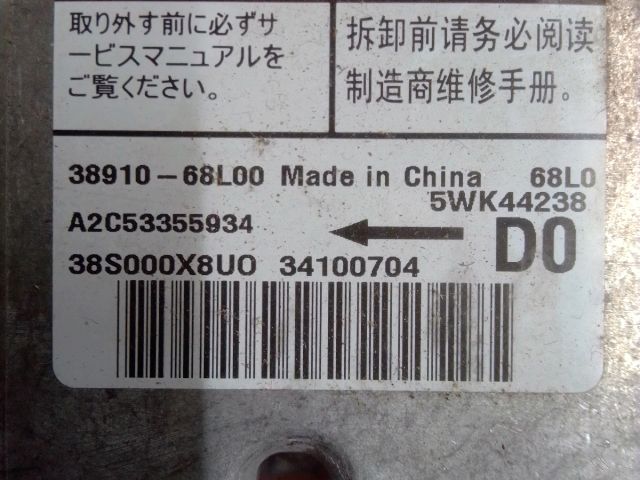 取り外す前に必ずサ
ービスマニュアルを
ご覧ください。
拆卸前请务必阅读
制造商维修手册。
38910-68L00 Made in China 68L0
5WK44238
A2C53355934 D0
38S000X8U0 34100704